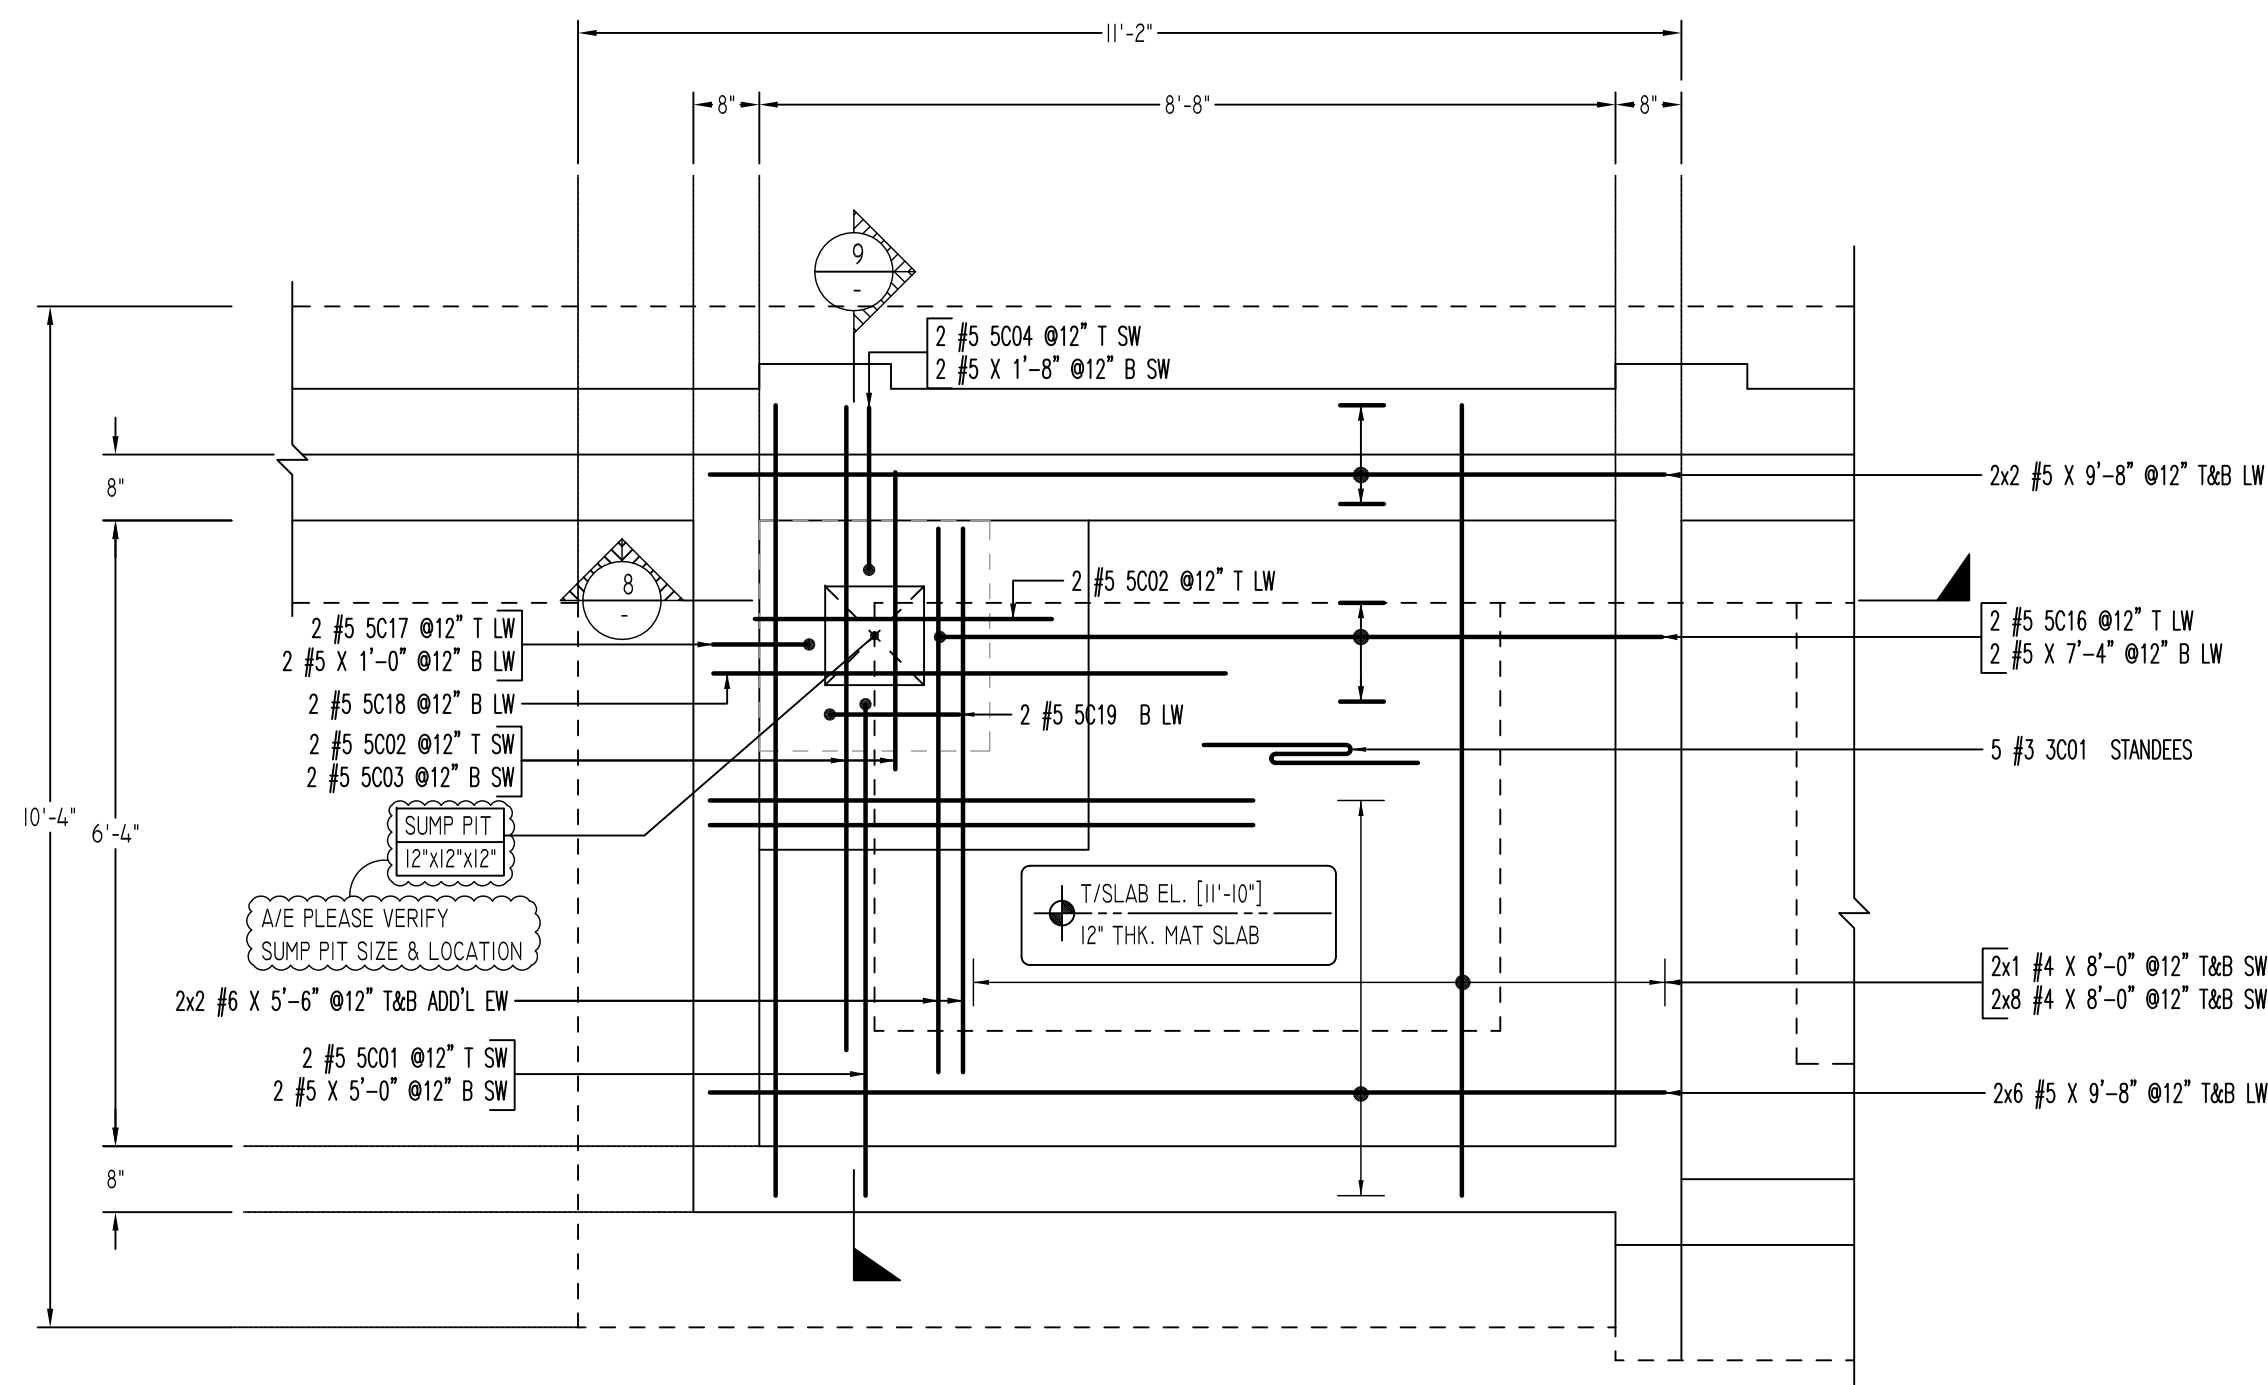 11'-2"
8"
8'-8"
8"
9
-
2 #5 5C04 @12" T SW
2 #5 X 1'-8" @12" B SW
2x2 #5 X 9'-8" @12" T&B LW
8"
8
-
2 #5 5C02 @12" T LW
2 #5 5C17 @12" T LW
2 #5 X 1'-0" @12" B LW
2 #5 5C16 @12" T LW
2 #5 X 7'-4" @12" B LW
2 #5 5C18 @12" B LW
2 #5 5C19 B LW
2 #5 5C02 @12" T SW
2 #5 5C03 @12" B SW
5 #3 3C01 STANDEES
10'-4"
6'-4"
SUMP PIT
12"x12"x12"
A/E PLEASE VERIFY
SUMP PIT SIZE & LOCATION
T/SLAB EL. [11'-10"]
12" THK. MAT SLAB
2x1 #4 X 8'-0" @12" T&B SW
2x8 #4 X 8'-0" @12" T&B SW
2x2 #6 X 5'-6" @12" T&B ADD'L EW
2 #5 5C01 @12" T SW
2 #5 X 5'-0" @12" B SW
2x6 #5 X 9'-8" @12" T&B LW
8"